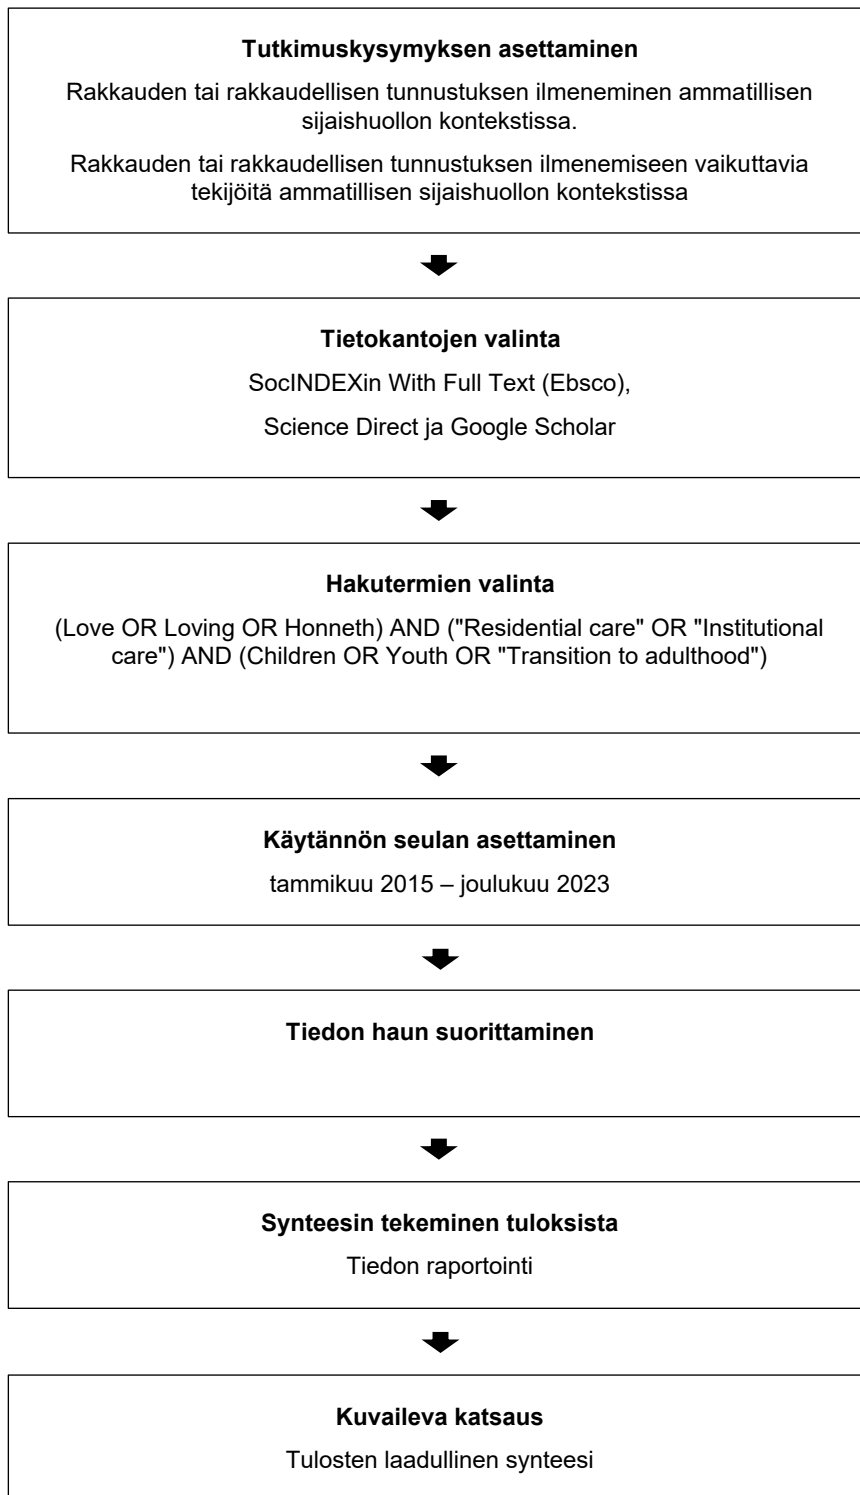 Tutkimuskysymyksen asettaminen
Rakkauden tai rakkaudellisen tunnustuksen ilmeneminen ammatillisen
sijaishuollon kontekstissa.
Rakkauden tai rakkaudellisen tunnustuksen ilmenemiseen vaikuttavia
tekijöitä ammatillisen sijaishuollon kontekstissa
Tietokantojen valinta
SocINDEXin With Full Text (Ebsco),
Science Direct ja Google Scholar
Hakutermien valinta
(Love OR Loving OR Honneth) AND ("Residential care" OR "Institutional
care") AND (Children OR Youth OR "Transition to adulthood")
Käytännön seulan asettaminen
tammikuu 2015 – joulukuu 2023
Tiedon haun suorittaminen
Synteesin tekeminen tuloksista
Tiedon raportointi
Kuvaileva katsaus
Tulosten laadullinen synteesi